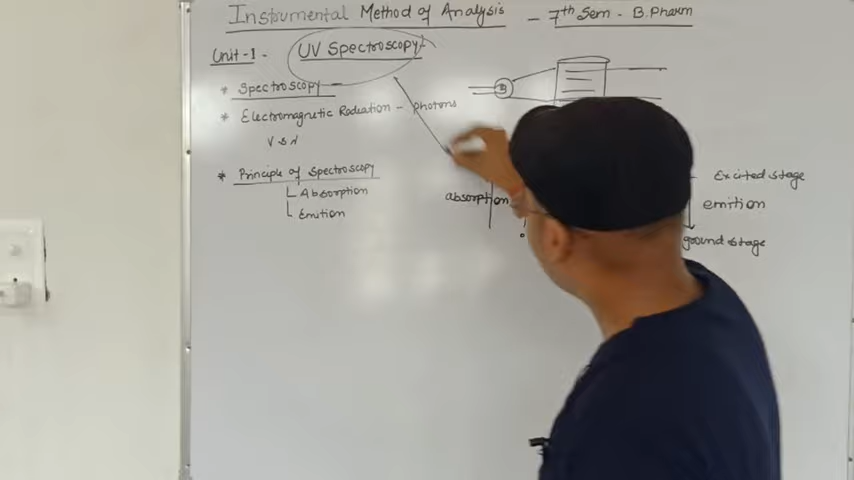 Instrumental Method of Analysis - 7th Sem - B.Pharm
Unit-1 UV Spectroscopy
* Spectroscopy
* Electromagnetic Radiation - photons
* Principle of Spectroscopy
Absorption
Emition
absorption
Excited stage
emition
ground stage